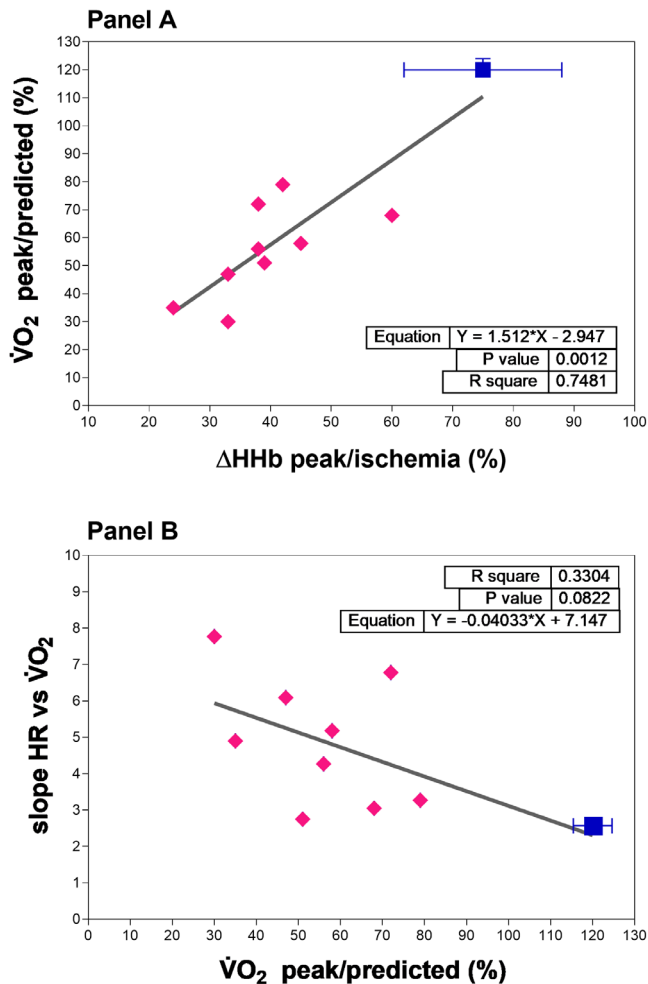 Panel A
V̇O₂ peak/predicted (%)
130
120
110
100
90
80
70
60
50
40
30
20
10
0
Equation Y = 1.512*X - 2.947
P value 0.0012
R square 0.7481
10 20 30 40 50 60 70 80 90 100
ΔHHb peak/ischemia (%)
Panel B
slope HR vs V̇O₂
10
9
8
7
6
5
4
3
2
1
0
R square 0.3304
P value 0.0822
Equation Y = -0.04033*X + 7.147
0 10 20 30 40 50 60 70 80 90 100 110 120 130
V̇O₂ peak/predicted (%)